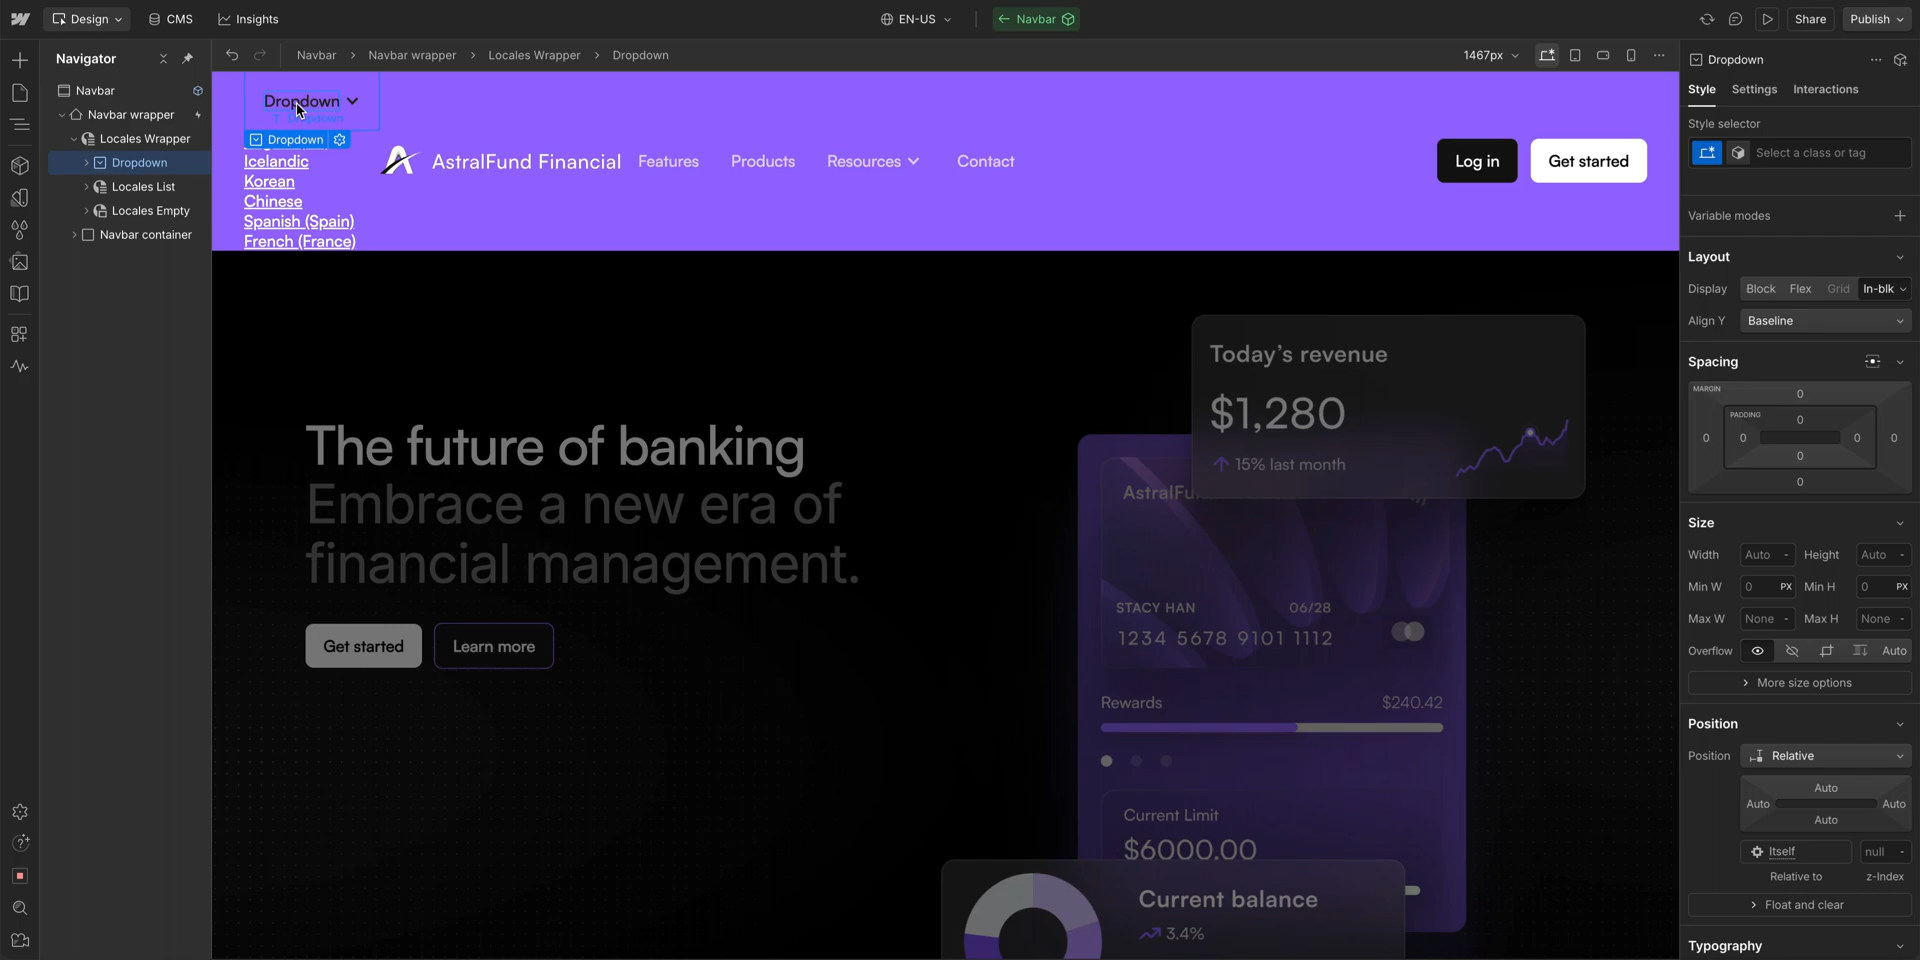 Design
CMS
Insights
EN-US
Navbar
Share
Publish
Navigator
Navbar
Navbar wrapper
Locales Wrapper
Dropdown
Locales List
Locales Empty
Navbar container
Navbar > Navbar wrapper > Locales Wrapper > Dropdown
1467px
Dropdown
Dropdown
Dropdown
Icelandic
Korean
Chinese
Spanish (Spain)
French (France)
AstralFund Financial
Features
Products
Resources
Contact
Log in
Get started
The future of banking
Embrace a new era of
financial management.
Get started
Learn more
Today's revenue
$1,280
15% last month
STACY HAN
06/28
1234 5678 9101 1112
Rewards
$240.42
Current Limit
$6000.00
Current balance
3.4%
Dropdown
Style
Settings
Interactions
Style selector
Select a class or tag
Variable modes
Layout
Display
Block
Flex
Grid
In-blk
Align Y
Baseline
Spacing
MARGIN
0
PADDING
0
0
0
0
0
0
0
Size
Width
Auto
-
Height
Auto
-
Min W
0
PX
Min H
0
PX
Max W
None
-
Max H
None
-
Overflow
Auto
More size options
Position
Position
Relative
Auto
Auto
Auto
Auto
Itself
null
-
Relative to
z-Index
Float and clear
Typography